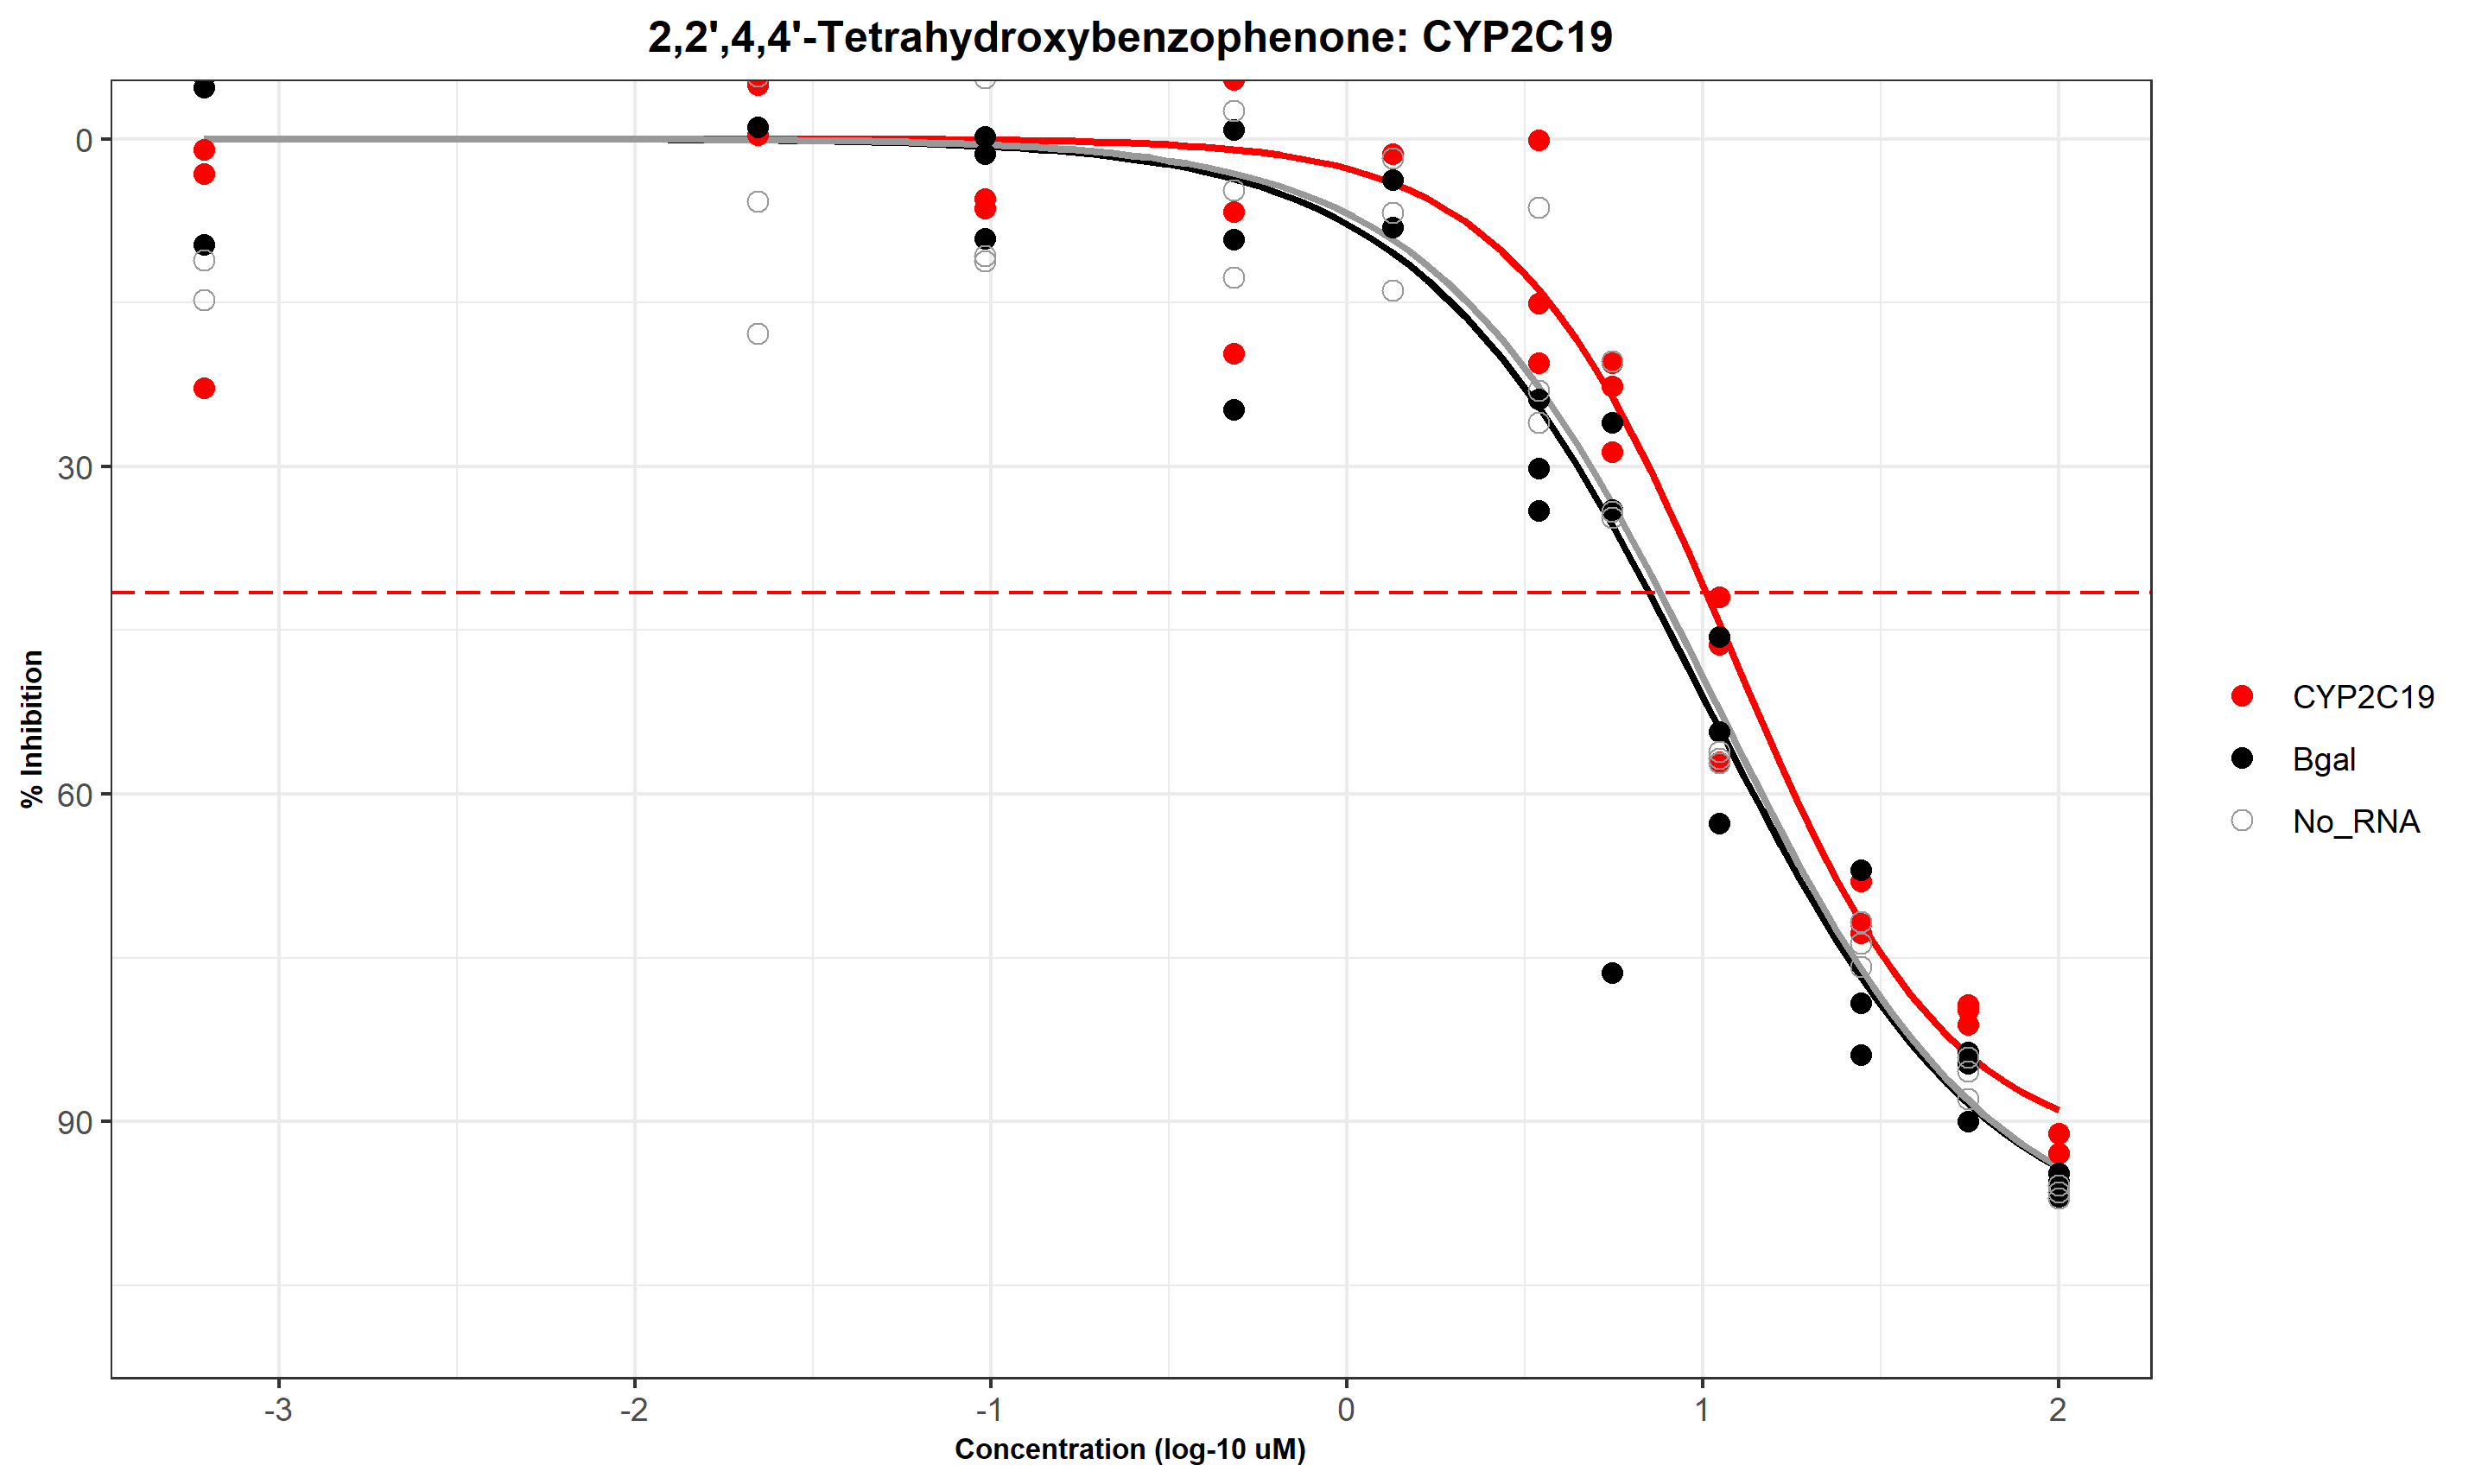 2,2',4,4'-Tetrahydroxybenzophenone: CYP2C19
% Inhibition
0
30
60
90
-3
-2
-1
0
1
2
Concentration (log-10 uM)
CYP2C19
Bgal
No_RNA